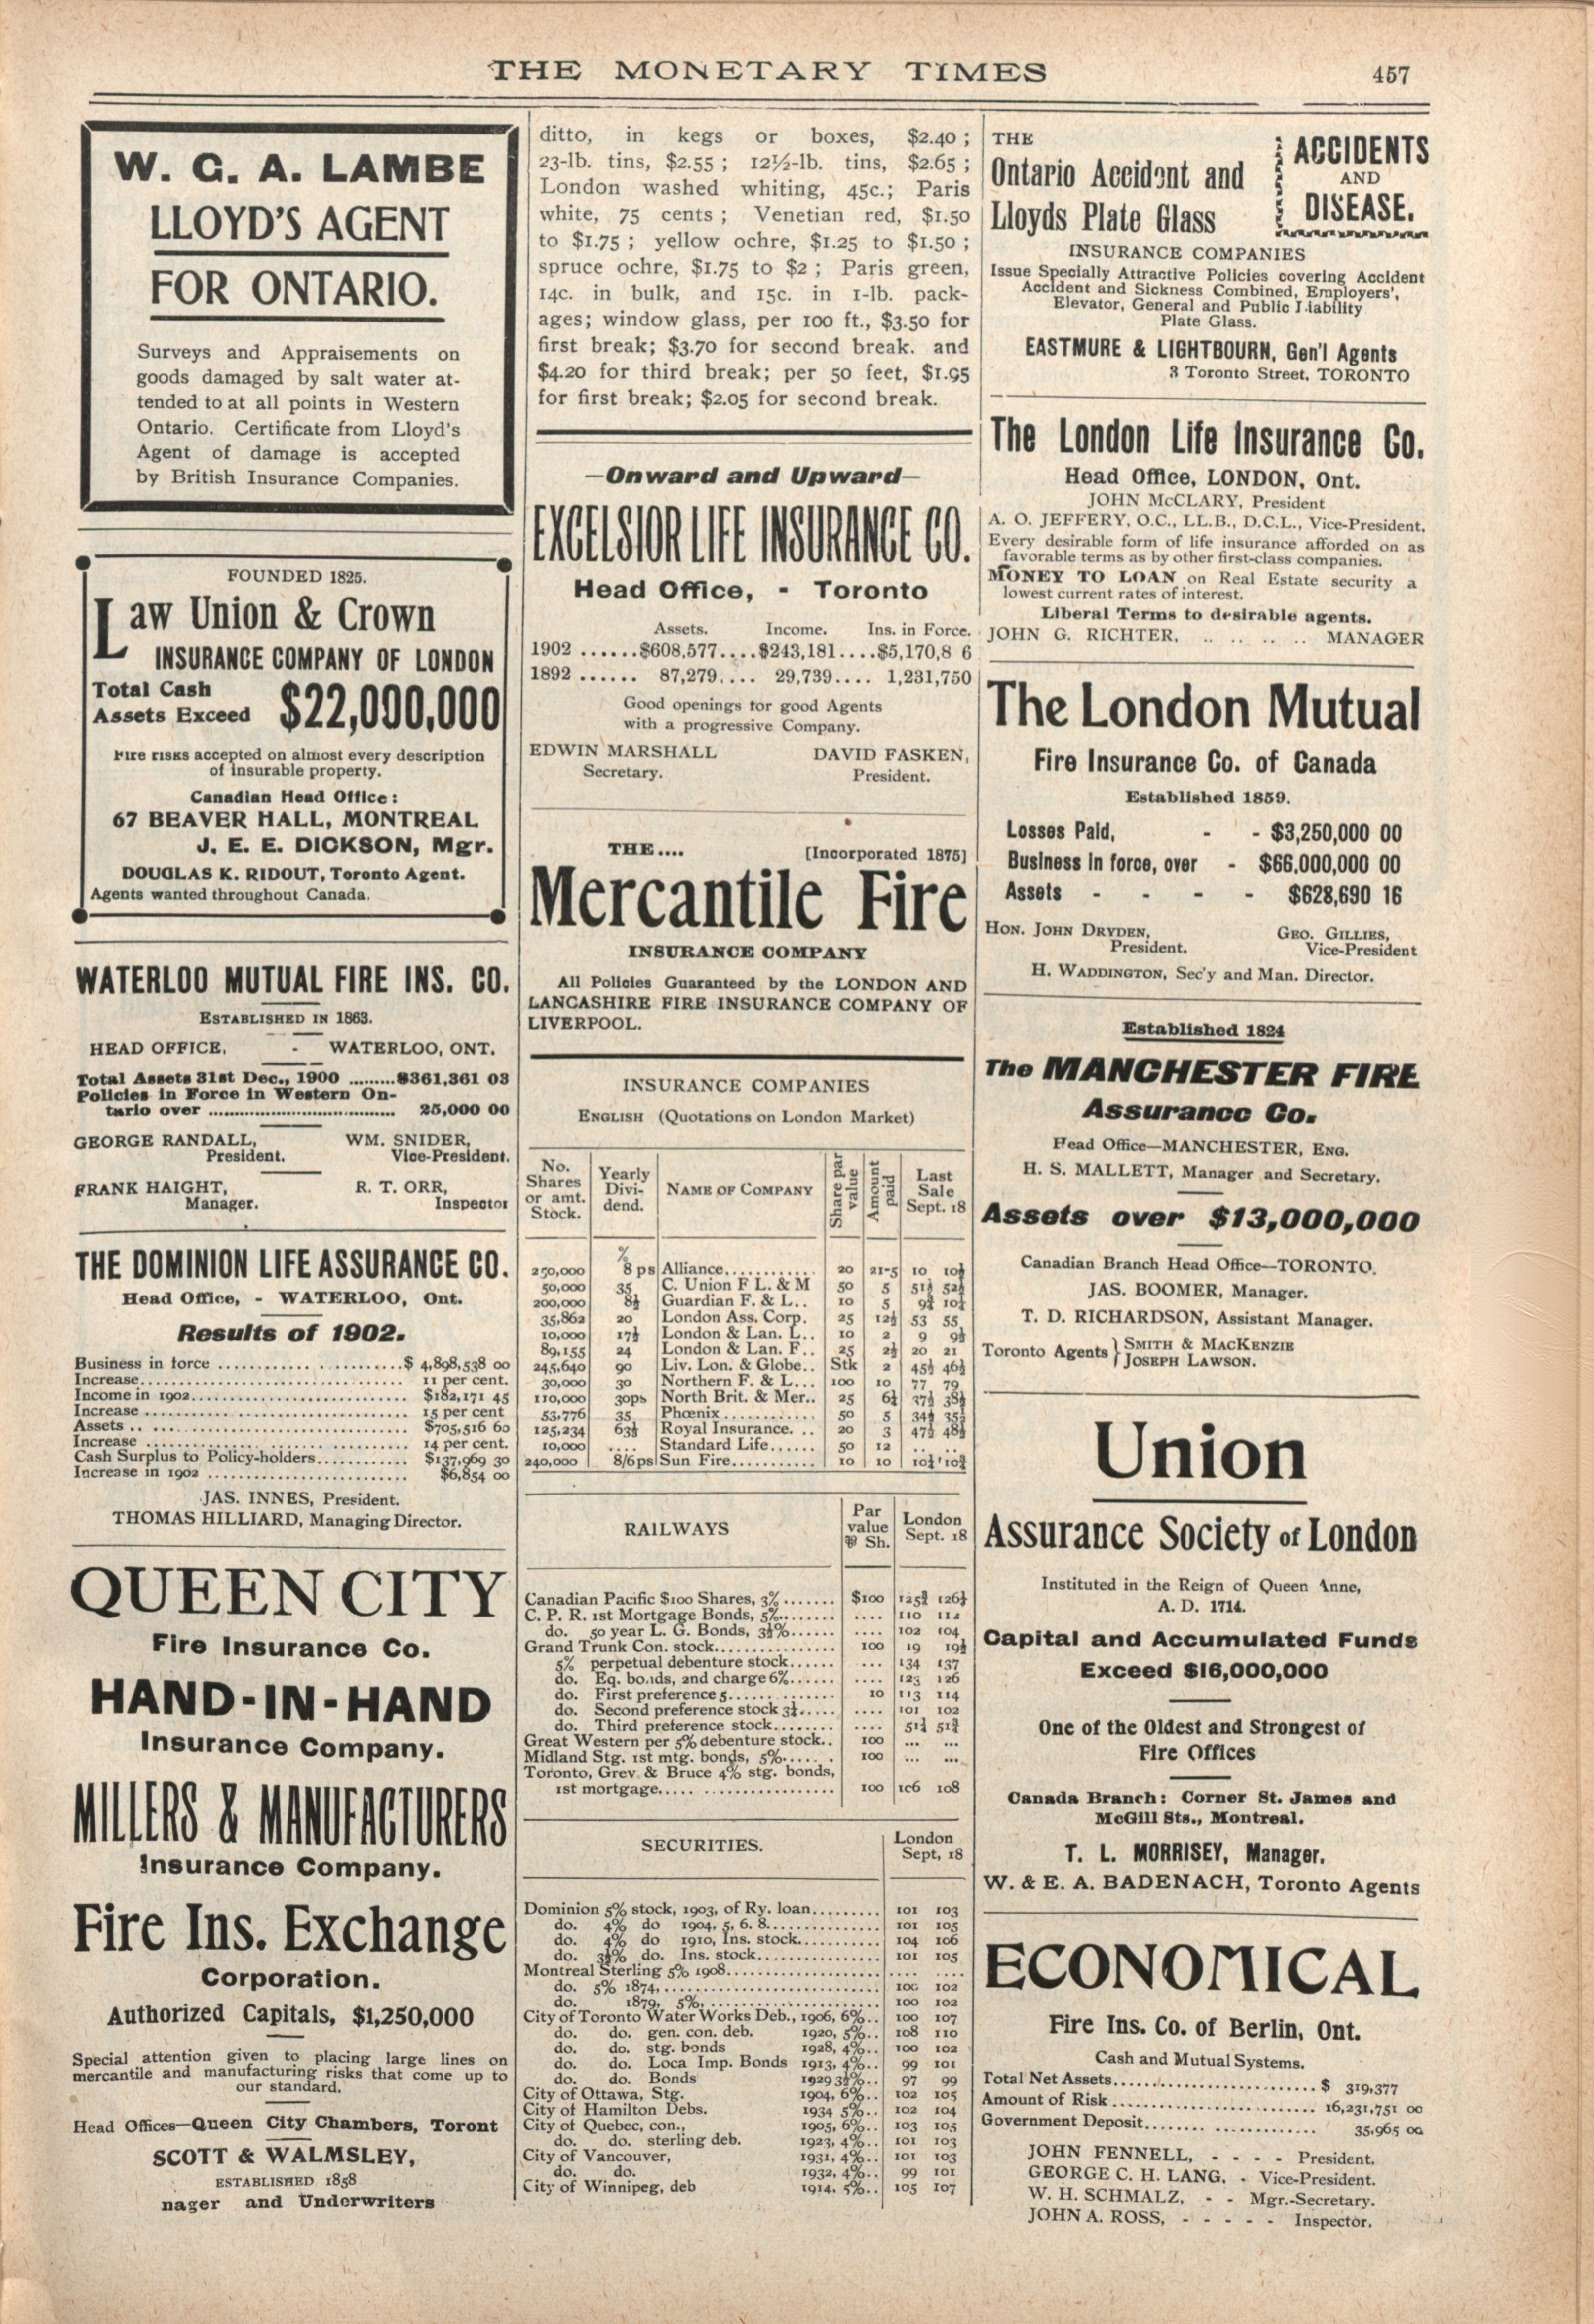 THE MONETARY TIMES 457
W. G. A. LAMBE
LLOYD'S AGENT
FOR ONTARIO.
Surveys and Appraisements on
goods damaged by salt water at-
tended to at all points in Western
Ontario. Certificate from Lloyd's
Agent of damage is accepted
by British Insurance Companies.
FOUNDED 1825.
Law Union & Crown
INSURANCE COMPANY OF LONDON
Total Cash
Assets Exceed $22,000,000
Fire risks accepted on almost every description
of insurable property.
Canadian Head Office:
67 BEAVER HALL, MONTREAL
J. E. E. DICKSON, Mgr.
DOUGLAS K. RIDOUT, Toronto Agent.
Agents wanted throughout Canada.
WATERLOO MUTUAL FIRE INS. CO.
ESTABLISHED IN 1863.
HEAD OFFICE, - WATERLOO, ONT.
Total Assets 31st Dec., 1900 .........$361,361 03
Policies in Force in Western On-
tario over .................................... 25,000 00
GEORGE RANDALL, WM. SNIDER,
President. Vice-President.
FRANK HAIGHT, R. T. ORR,
Manager. Inspector
THE DOMINION LIFE ASSURANCE CO.
Head Office, - WATERLOO, Ont.
Results of 1902.
Business in force ..............................$ 4,898,538 00
Increase.................................... 11 per cent.
Income in 1902.............................. $182,171 45
Increase .................................... 15 per cent
Assets .. .................................. $705,516 60
Increase .................................... 14 per cent.
Cash Surplus to Policy-holders............ $137,969 30
Increase in 1902 ........................... $6,854 00
JAS. INNES, President.
THOMAS HILLIARD, Managing Director.
QUEEN CITY
Fire Insurance Co.
HAND-IN-HAND
Insurance Company.
MILLERS & MANUFACTURERS
Insurance Company.
Fire Ins. Exchange
Corporation.
Authorized Capitals, $1,250,000
Special attention given to placing large lines on
mercantile and manufacturing risks that come up to
our standard.
Head Offices—Queen City Chambers, Toront
SCOTT & WALMSLEY,
ESTABLISHED 1858
nager and Underwriters
ditto, in kegs or boxes, $2.40;
23-lb. tins, $2.55; 12½-lb. tins, $2.65;
London washed whiting, 45c.; Paris
white, 75 cents; Venetian red, $1.50
to $1.75; yellow ochre, $1.25 to $1.50;
spruce ochre, $1.75 to $2; Paris green,
14c. in bulk, and 15c. in 1-lb. pack-
ages; window glass, per 100 ft., $3.50 for
first break; $3.70 for second break. and
$4.20 for third break; per 50 feet, $1.95
for first break; $2.05 for second break.
—Onward and Upward—
EXCELSIOR LIFE INSURANCE CO.
Head Office, - Toronto
Assets. Income. Ins. in Force.
1902 ......$608,577....$243,181....$5,170,8 6
1892 ...... 87,279.... 29,739.... 1,231,750
Good openings for good Agents
with a progressive Company.
EDWIN MARSHALL DAVID FASKEN,
Secretary. President.
THE.... [Incorporated 1875]
Mercantile Fire
INSURANCE COMPANY
All Policies Guaranteed by the LONDON AND
LANCASHIRE FIRE INSURANCE COMPANY OF
LIVERPOOL.
INSURANCE COMPANIES
ENGLISH (Quotations on London Market)
No. Shares or amt. Stock. Yearly Divi-dend. NAME OF COMPANY Share par value Amount paid Last Sale Sept. 18
%
250,000 8 ps Alliance............ 20 21-5 10
50,000 35 C. Union F L. & M 50 5
200,000 8½ Guardian F. & L.. 10 5
35,862 20 London Ass. Corp. 25 12½ 53 55
10,000 17½ London & Lan. L.. 10 2 9
89,155 24 London & Lan. F.. 25 2½ 20 21
245,640 90 Liv. Lon. & Globe.. Stk 2 45½ 46½
30,000 30 Northern F. & L... 100 10 77 79
110,000 30ps North Brit. & Mer.. 25 6¼ 37½ 38½
53,776 35 Phœnix............ 50 5
125,234 63½ Royal Insurance. .. 20 3 47½ 48½
10,000 .... Standard Life...... 50 12 .. ..
240,000 8/6ps Sun Fire........... 10 10
RAILWAYS Par value ℔ Sh. London Sept. 18
Canadian Pacific $100 Shares, 3%....... $100
C. P. R. 1st Mortgage Bonds, 5%........ .... 110
do. 50 year L. G. Bonds, 3½%...... .... 102 104
Grand Trunk Con. stock................. 100 19
5% perpetual debenture stock...... ... 134 137
do. Eq. bonds, 2nd charge 6%...... .... 123 126
do. First preference 5.............. 10 113 114
do. Second preference stock ..... .... 101 102
do. Third preference stock........ ....
Great Western per 5% debenture stock.. 100 ... ...
Midland Stg. 1st mtg. bonds, 5%..... . 100 ... ...
Toronto, Grev. & Bruce 4% stg. bonds,
1st mortgage..... .................. 100 106 108
SECURITIES. London Sept, 18
Dominion 5% stock, 1903, of Ry. loan......... 101 103
do. 4% do 1904, 5, 6. 8............... 101 105
do. 4% do 1910, Ins. stock........... 104 106
do. 3½% do. Ins. stock................ 101 105
Montreal Sterling 5% 1908...................... .... ....
do. 5% 1874,............................. 100 102
do. 1879, 5%,........................ 100 102
City of Toronto Water Works Deb., 1906, 6%.. 100 107
do. do. gen. con. deb. 1920, 5%.. 108 110
do. do. stg. bonds 1928, 4%.. 100 102
do. do. Loca Imp. Bonds 1913, 4%.. 99 101
do. do. Bonds 1929 3½%.. 97 99
City of Ottawa, Stg. 1904, 6%.. 102 105
City of Hamilton Debs. 1934 5%.. 102 104
City of Quebec, con., 1905, 6%.. 103 105
do. do. sterling deb. 1923, 4%.. 101 103
City of Vancouver, 1931, 4%.. 101 103
do. do. 1932, 4%.. 99 101
City of Winnipeg, deb 1914, 5%.. 105 107
THE
Ontario Accident and
Lloyds Plate Glass
ACCIDENTS
AND
DISEASE.
INSURANCE COMPANIES
Issue Specially Attractive Policies covering Accident
Accident and Sickness Combined, Employers',
Elevator, General and Public Liability
Plate Glass.
EASTMURE & LIGHTBOURN, Gen'l Agents
3 Toronto Street, TORONTO
The London Life Insurance Co.
Head Office, LONDON, Ont.
JOHN McCLARY, President
A. O. JEFFERY, O.C., LL.B., D.C.L., Vice-President.
Every desirable form of life insurance afforded on as
favorable terms as by other first-class companies.
MONEY TO LOAN on Real Estate security a
lowest current rates of interest.
Liberal Terms to desirable agents.
JOHN G. RICHTER, .. .. .. .. MANAGER
The London Mutual
Fire Insurance Co. of Canada
Established 1859.
Losses Paid, - - $3,250,000 00
Business in force, over - $66,000,000 00
Assets - - - - $628,690 16
HON. JOHN DRYDEN, GEO. GILLIES,
President. Vice-President
H. WADDINGTON, Sec'y and Man. Director.
Established 1824
The MANCHESTER FIRE
Assurance Co.
Head Office—MANCHESTER, ENG.
H. S. MALLETT, Manager and Secretary.
Assets over $13,000,000
Canadian Branch Head Office—TORONTO.
JAS. BOOMER, Manager.
T. D. RICHARDSON, Assistant Manager.
Toronto Agents } SMITH & MACKENZIE
JOSEPH LAWSON.
Union
Assurance Society of London
Instituted in the Reign of Queen Anne,
A. D. 1714.
Capital and Accumulated Funds
Exceed $16,000,000
One of the Oldest and Strongest of
Fire Offices
Canada Branch: Corner St. James and
McGill Sts., Montreal.
T. L. MORRISEY, Manager.
W. & E. A. BADENACH, Toronto Agents
ECONOMICAL
Fire Ins. Co. of Berlin, Ont.
Cash and Mutual Systems.
Total Net Assets............................ $ 319,377
Amount of Risk ............................ 16,231,751 00
Government Deposit........ ............. 35,965 00
JOHN FENNELL, - - - - President.
GEORGE C. H. LANG, - Vice-President.
W. H. SCHMALZ, - - Mgr.-Secretary.
JOHN A. ROSS, - - - - - Inspector.